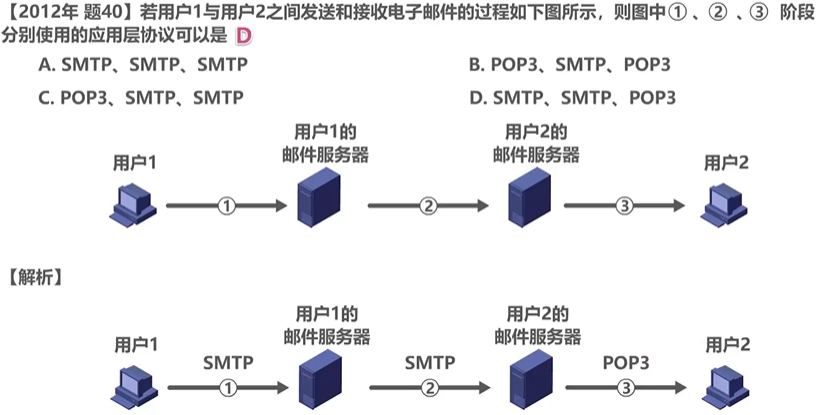 【2012年 题40】若用户1与用户2之间发送和接收电子邮件的过程如下图所示，则图中①、②、③ 阶段
分别使用的应用层协议可以是 D
A. SMTP、SMTP、SMTP
B. POP3、SMTP、POP3
C. POP3、SMTP、SMTP
D. SMTP、SMTP、POP3
用户1
用户1的
邮件服务器
用户2的
邮件服务器
用户2
①
②
③
【解析】
用户1
用户1的
邮件服务器
用户2的
邮件服务器
用户2
SMTP
SMTP
POP3
①
②
③